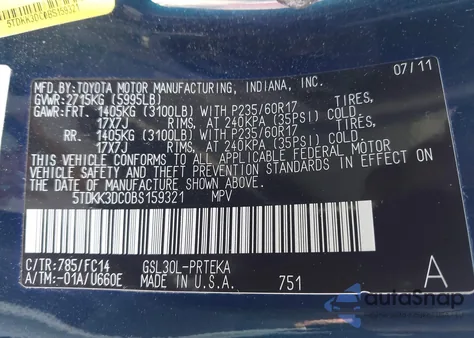 5TDKK3DC0BS159321
MFD.BY:TOYOTA MOTOR MANUFACTURING, INDIANA, INC. 07/11
GVWR:2715KG (5995LB)
GAWR:FRT. 1405KG (3100LB) WITH P235/60R17 TIRES,
17X7J RIMS, AT 240KPA (35PSI) COLD.
RR. 1405KG (3100LB) WITH P235/60R17 TIRES,
17X7J RIMS, AT 240KPA (35PSI) COLD.
THIS VEHICLE CONFORMS TO ALL APPLICABLE FEDERAL MOTOR
VEHICLE SAFETY AND THEFT PREVENTION STANDARDS IN EFFECT ON
THE DATE OF MANUFACTURE SHOWN ABOVE.
5TDKK3DC0BS159321 MPV
C/TR:785/FC14 GSL30L-PRTEKA
A/TM:-01A/U660E MADE IN U.S.A. 751 A
autoSnap